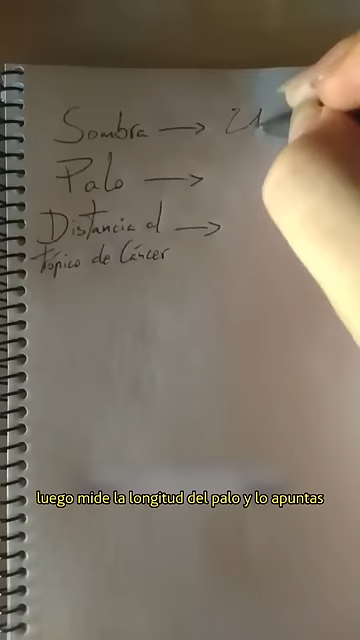 Sombra →
Palo →
Distancia al →
trópico de Cáncer
luego mide la longitud del palo y lo apuntas